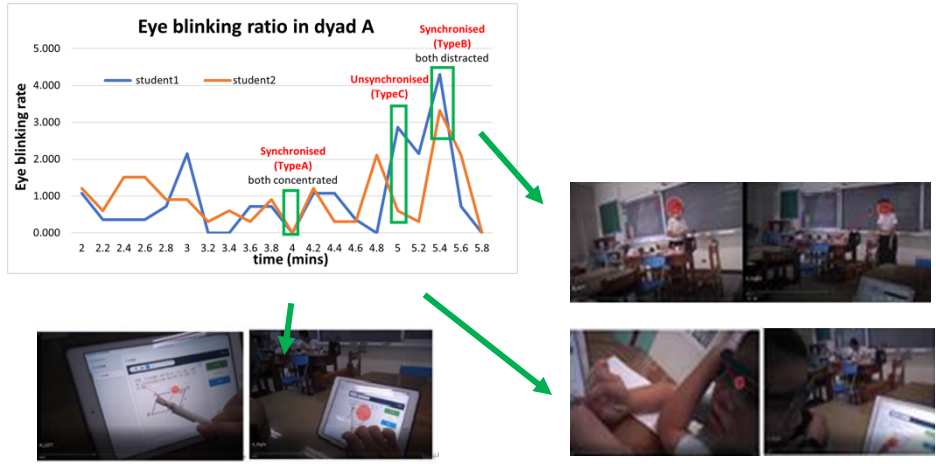 Eye blinking ratio in dyad A
Synchronised
(TypeB)
both distracted
5.000
student1
student2
4.000
Unsynchronised
(TypeC)
3.000
Eye blinking rate
2.000
Synchronised
(TypeA)
both concentrated
1.000
0.000
2 2.2 2.4 2.6 2.8 3 3.2 3.4 3.6 3.8 4 4.2 4.4 4.6 4.8 5 5.2 5.4 5.6 5.8
time (mins)